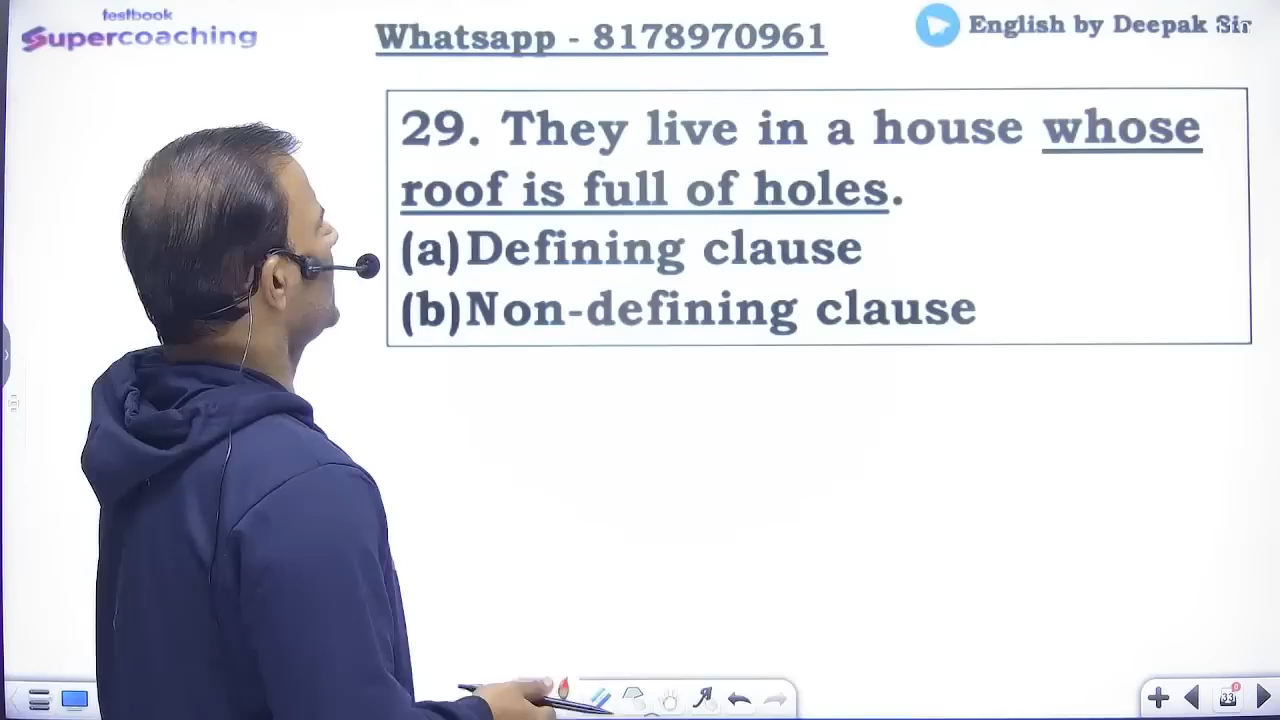 testbook
Supercoaching
Whatsapp - 8178970961
English by Deepak Sir
29. They live in a house whose
roof is full of holes.
(a)Defining clause
(b)Non-defining clause
33